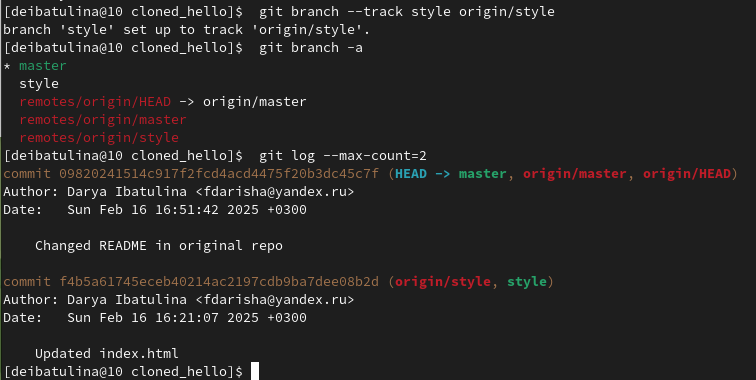 [deibatulina@10 cloned_hello]$  git branch --track style origin/style
branch 'style' set up to track 'origin/style'.
[deibatulina@10 cloned_hello]$  git branch -a
* master
  style
  remotes/origin/HEAD -> origin/master
  remotes/origin/master
  remotes/origin/style
[deibatulina@10 cloned_hello]$  git log --max-count=2
commit 09820241514c917f2fcd4acd4475f20b3dc45c7f (HEAD -> master, origin/master, origin/HEAD)
Author: Darya Ibatulina <fdarisha@yandex.ru>
Date:   Sun Feb 16 16:51:42 2025 +0300
    Changed README in original repo
commit f4b5a61745eceb40214ac2197cdb9ba7dee08b2d (origin/style, style)
Author: Darya Ibatulina <fdarisha@yandex.ru>
Date:   Sun Feb 16 16:21:07 2025 +0300
    Updated index.html
[deibatulina@10 cloned_hello]$